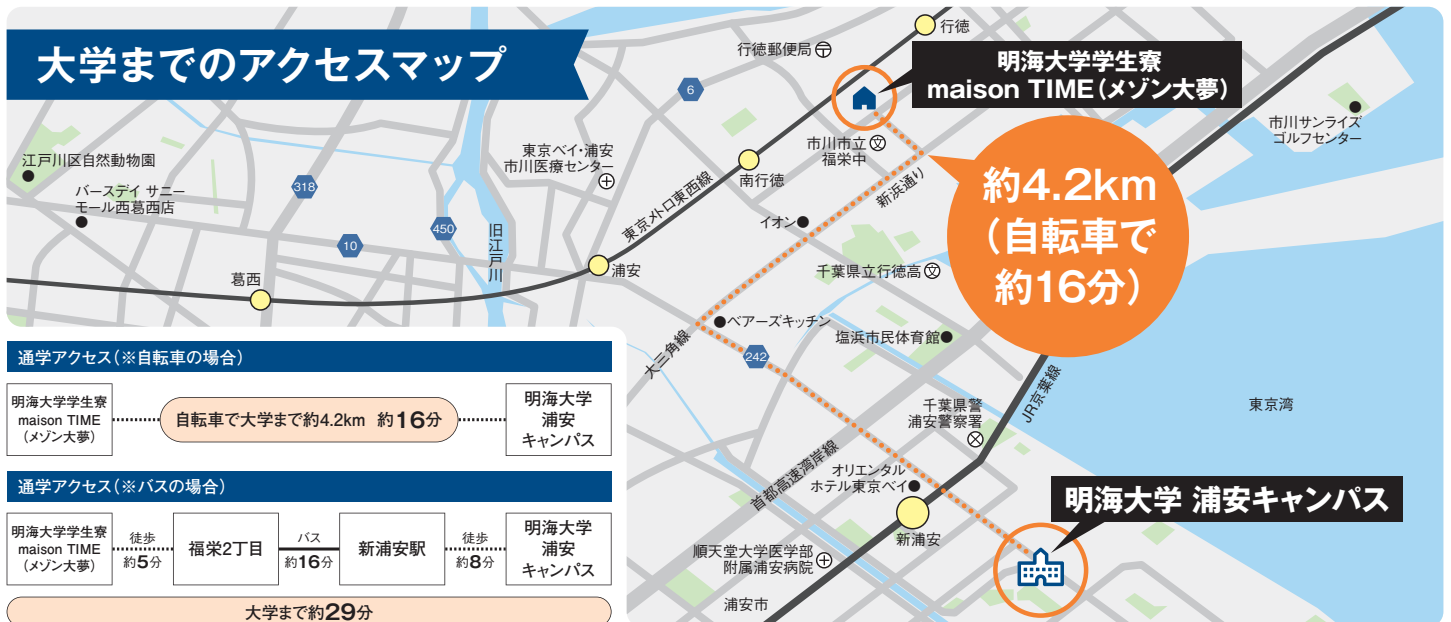 大学までのアクセスマップ
行徳
行徳郵便局
明海大学学生寮
maison TIME(メゾン大夢)
6
市川サンライズ
ゴルフセンター
江戸川区自然動物園
東京ベイ・浦安
市川医療センター
市川市立
福栄中
文
南行徳
バースデイ サニー
モール西葛西店
318
東京メトロ東西線
新浜通り
約4.2km
(自転車で
約16分)
イオン
450
10
旧江戸川
浦安
葛西
千葉県立行徳高
文
ベアーズキッチン
塩浜市民体育館
大三角線
242
JR京葉線
千葉県警
浦安警察署
東京湾
首都高速湾岸線
オリエンタル
ホテル東京ベイ
新浦安
明海大学 浦安キャンパス
順天堂大学医学部
附属浦安病院
浦安市
通学アクセス(※自転車の場合)
明海大学学生寮
maison TIME
(メゾン大夢)
自転車で大学まで約4.2km 約16分
明海大学
浦安
キャンパス
通学アクセス(※バスの場合)
明海大学学生寮
maison TIME
(メゾン大夢)
徒歩
約5分
福栄2丁目
バス
約16分
新浦安駅
徒歩
約8分
明海大学
浦安
キャンパス
大学まで約29分